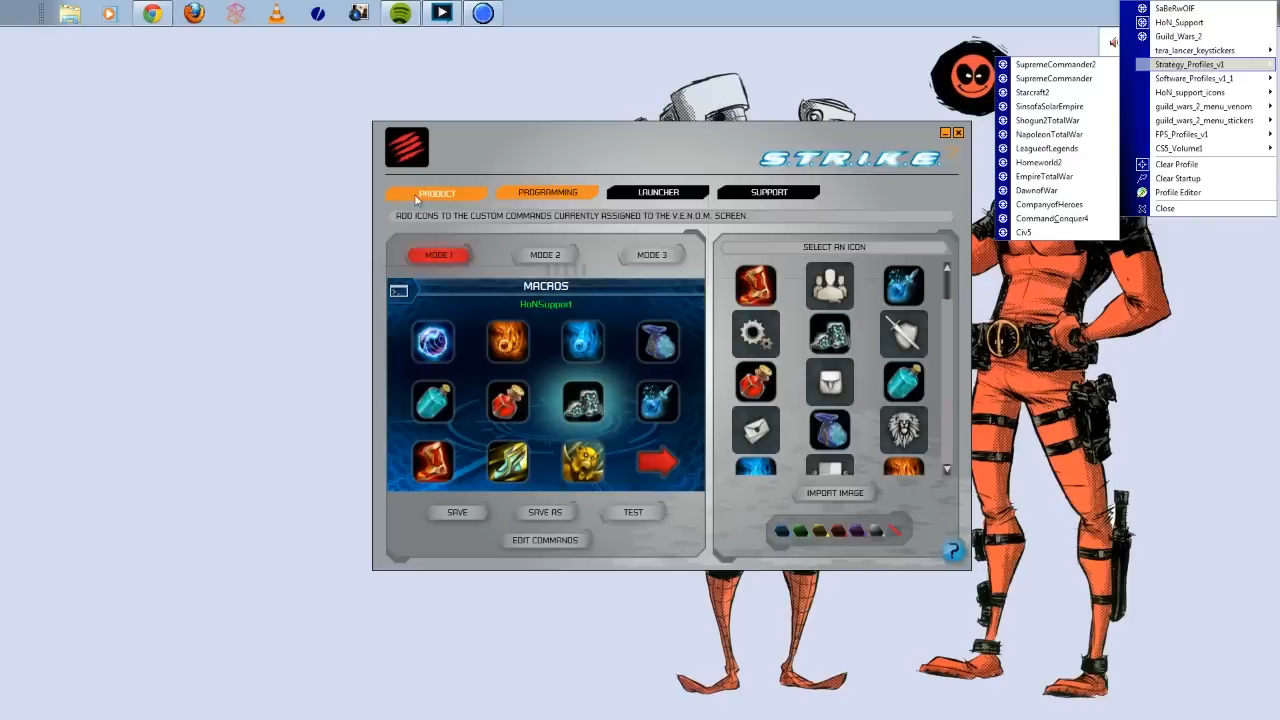 SaBeRwOlF
HoN_Support
Guild_Wars_2
tera_lancer_keystickers
Strategy_Profiles_v1
Software_Profiles_v1_1
HoN_support_icons
guild_wars_2_menu_venom
guild_wars_2_menu_stickers
FPS_Profiles_v1
CS5_Volume1
Clear Profile
Clear Startup
Profile Editor
Close
SupremeCommander2
SupremeCommander
Starcraft2
SinsofaSolarEmpire
Shogun2TotalWar
NapoleonTotalWar
LeagueofLegends
Homeworld2
EmpireTotalWar
DawnofWar
CompanyofHeroes
CommandConquer4
Civ5
S.T.R.I.K.E.
PRODUCT PROGRAMMING LAUNCHER SUPPORT
ADD ICONS TO THE CUSTOM COMMANDS CURRENTLY ASSIGNED TO THE V.E.N.O.M. SCREEN.
MODE 1 MODE 2 MODE 3
MACROS
HoNSupport
SAVE SAVE AS TEST
EDIT COMMANDS
SELECT AN ICON
IMPORT IMAGE
?